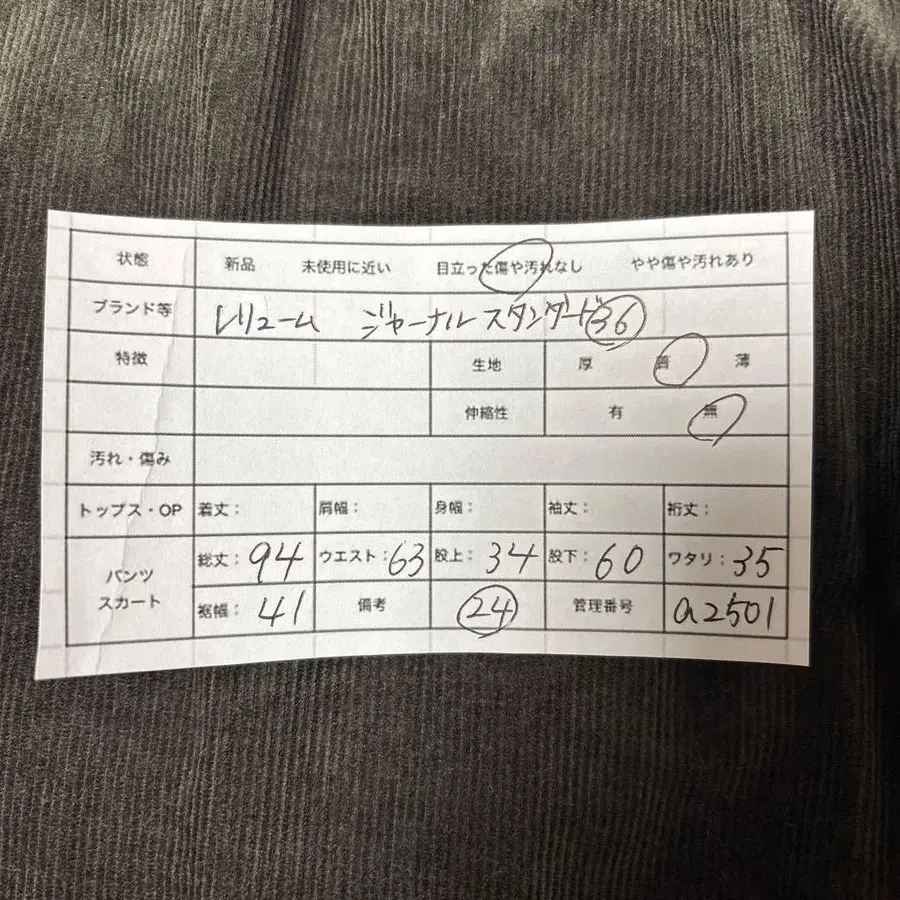 状態 新品 未使用に近い 目立った傷や汚れなし やや傷や汚れあり
ブランド等 レリューム ジャーナル スタンダード 36
特徴 生地 厚 普 薄
伸縮性 有 無
汚れ・傷み
トップス・OP 着丈: 肩幅: 身幅: 袖丈: 裄丈:
パンツ スカート
総丈: 94 ウエスト: 63 股上: 34 股下: 60 ワタリ: 35
裾幅: 41 備考 24 管理番号 a2501